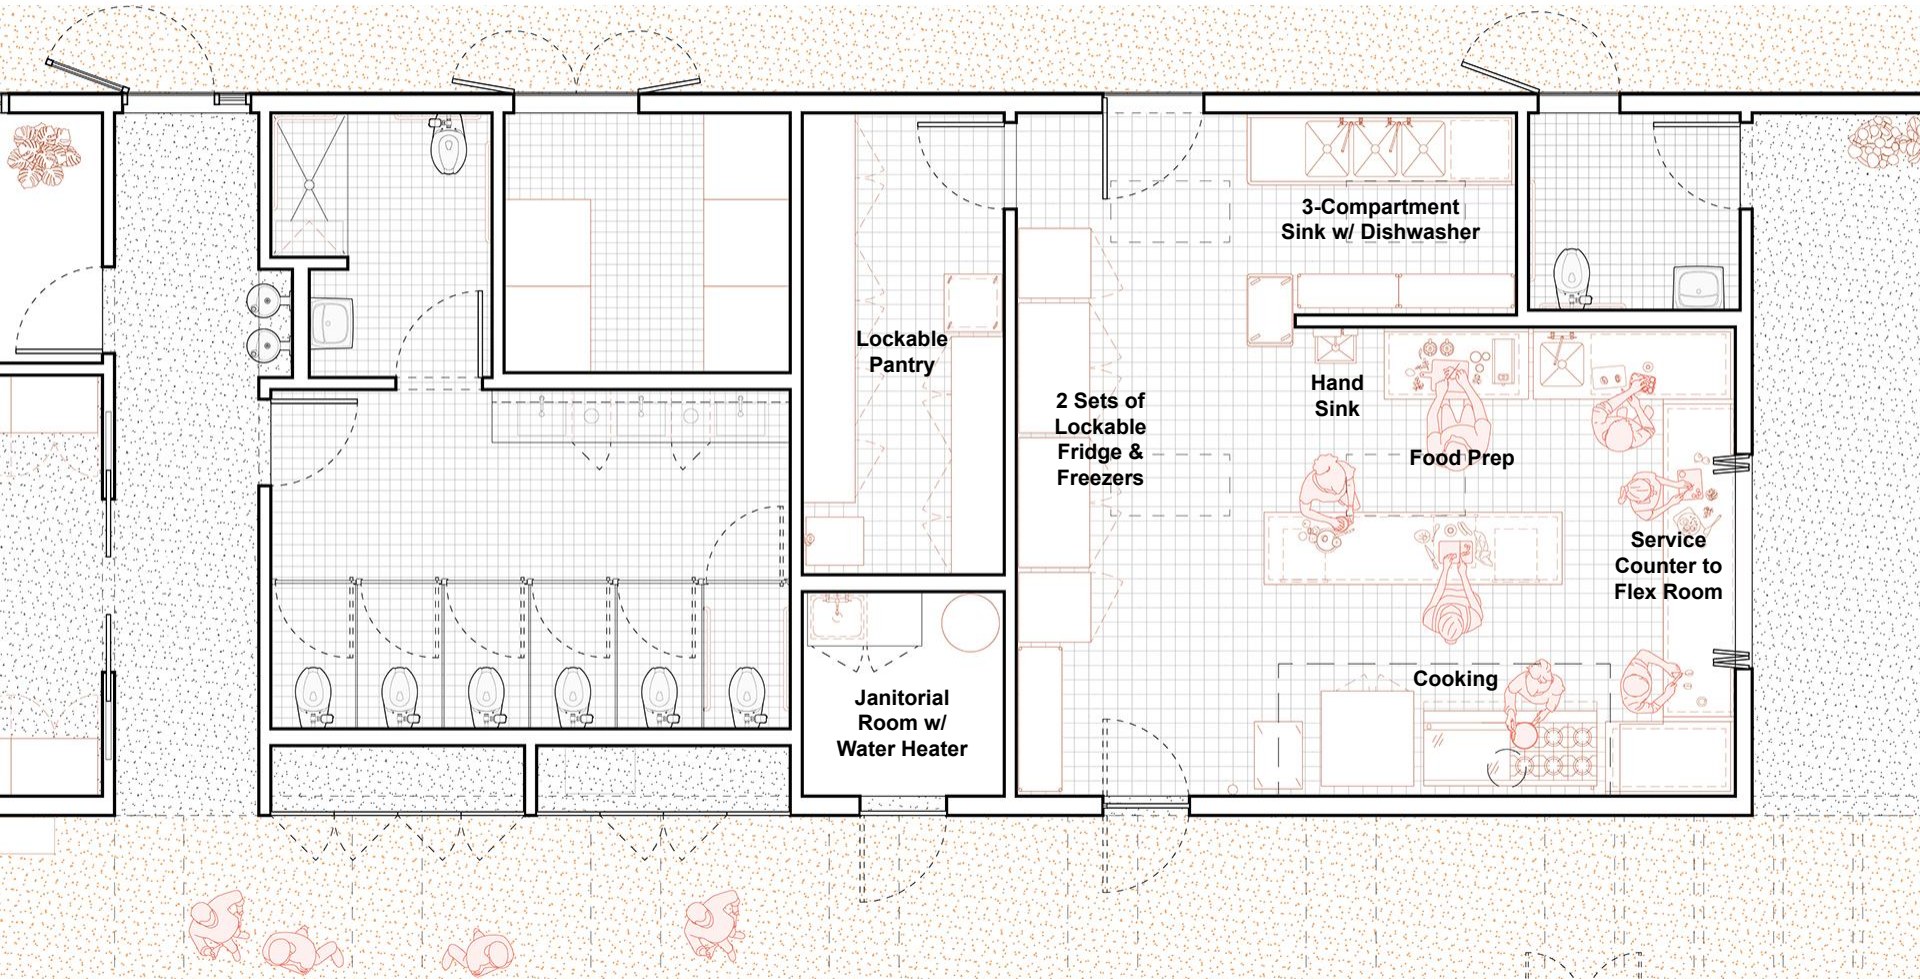 3-Compartment
Sink w/ Dishwasher
Lockable
Pantry
Hand
Sink
2 Sets of
Lockable
Fridge &
Freezers
Food Prep
Service
Counter to
Flex Room
Cooking
Janitorial
Room w/
Water Heater